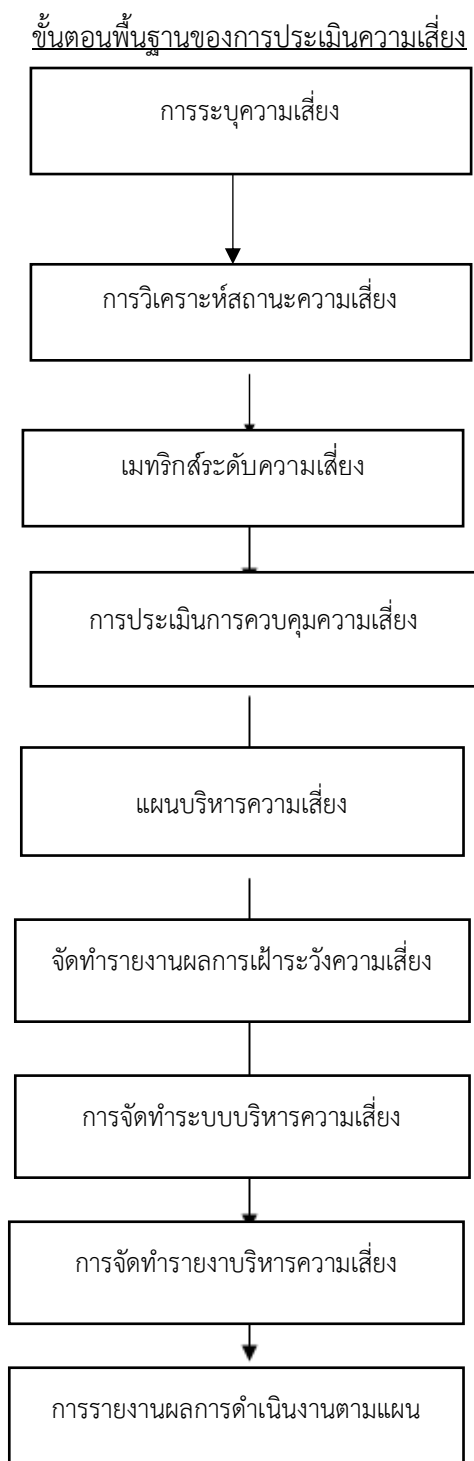 ขั้นตอนพื้นฐานของการประเมินความเสี่ยง
การระบุความเสี่ยง
การวิเคราะห์สถานะความเสี่ยง
เมทริกส์ระดับความเสี่ยง
การประเมินการควบคุมความเสี่ยง
แผนบริหารความเสี่ยง
จัดทำรายงานผลการเฝ้าระวังความเสี่ยง
การจัดทำระบบบริหารความเสี่ยง
การจัดทำรายงาบริหารความเสี่ยง
การรายงานผลการดำเนินงานตามแผน